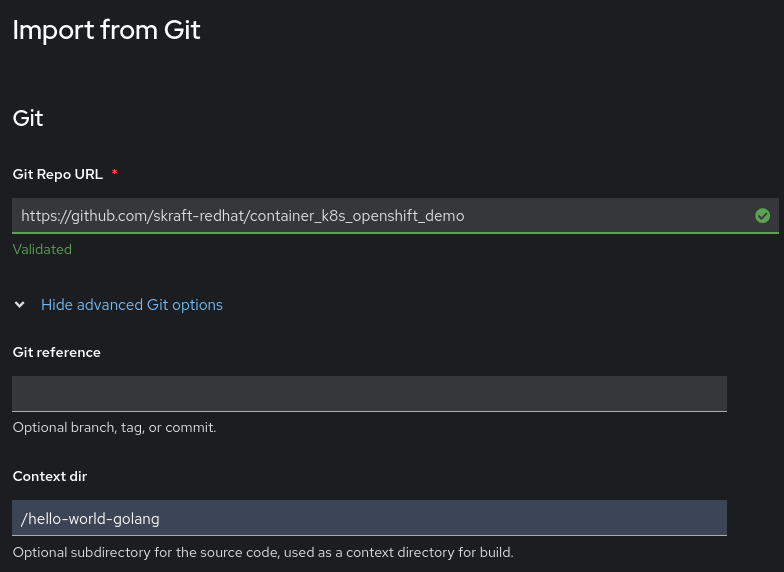 Import from Git
Git
Git Repo URL *
https://github.com/skraft-redhat/container_k8s_openshift_demo
Validated
Hide advanced Git options
Git reference
Optional branch, tag, or commit.
Context dir
/hello-world-golang
Optional subdirectory for the source code, used as a context directory for build.